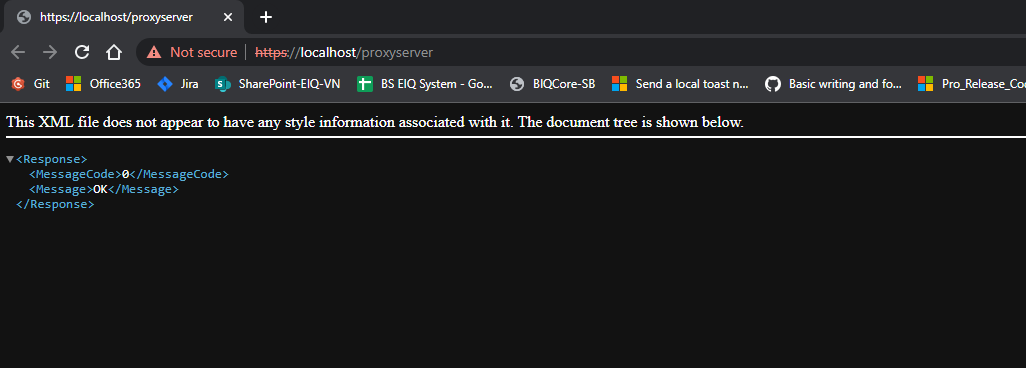 https://localhost/proxyserver
Not secure https://localhost/proxyserver
Git Office365 Jira SharePoint-EIQ-VN BS EIQ System - Go... BIQCore-SB Send a local toast n... Basic writing and fo... Pro_Release_Co
This XML file does not appear to have any style information associated with it. The document tree is shown below.
<Response>
<MessageCode>0</MessageCode>
<Message>OK</Message>
</Response>